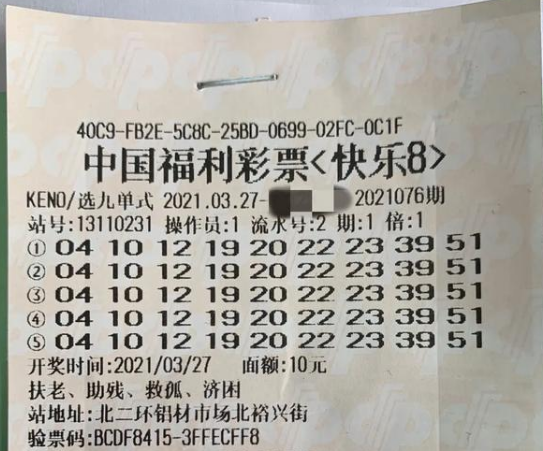 40C9-FB2E-5C8C-25BD-0699-02FC-0C1F
中国福利彩票<快乐8>
KENO/选九单式 2021.03.27- 2021076期
站号:13110231 操作员:1 流水号:2 期:1 倍:1
① 04 10 12 19 20 22 23 39 51
② 04 10 12 19 20 22 23 39 51
③ 04 10 12 19 20 22 23 39 51
④ 04 10 12 19 20 22 23 39 51
⑤ 04 10 12 19 20 22 23 39 51
开奖时间:2021/03/27 面额:10元
扶老、助残、救孤、济困
站地址:北二环铝材市场北裕兴街
验票码:BCDF8415-3FFECFF8